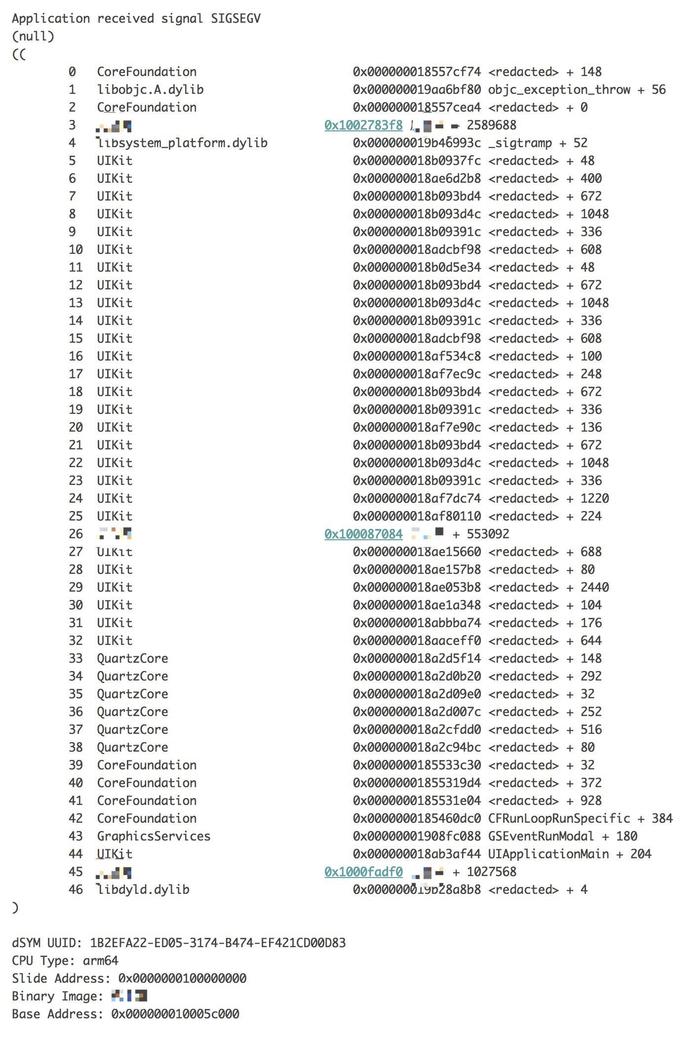 Application received signal SIGSEGV
(null)
((
0 CoreFoundation 0x000000018557cf74 <redacted> + 148
1 libobjc.A.dylib 0x000000019aa6bf80 objc_exception_throw + 56
2 CoreFoundation 0x000000018557cea4 <redacted> + 0
3 0x1002783f8 2589688
4 libsystem_platform.dylib 0x000000019b46993c _sigtramp + 52
5 UIKit 0x000000018b0937fc <redacted> + 48
6 UIKit 0x000000018ae6d2b8 <redacted> + 400
7 UIKit 0x000000018b093bd4 <redacted> + 672
8 UIKit 0x000000018b093d4c <redacted> + 1048
9 UIKit 0x000000018b09391c <redacted> + 336
10 UIKit 0x000000018adcbf98 <redacted> + 608
11 UIKit 0x000000018b0d5e34 <redacted> + 48
12 UIKit 0x000000018b093bd4 <redacted> + 672
13 UIKit 0x000000018b093d4c <redacted> + 1048
14 UIKit 0x000000018b09391c <redacted> + 336
15 UIKit 0x000000018adcbf98 <redacted> + 608
16 UIKit 0x000000018af534c8 <redacted> + 100
17 UIKit 0x000000018af7ec9c <redacted> + 248
18 UIKit 0x000000018b093bd4 <redacted> + 672
19 UIKit 0x000000018b09391c <redacted> + 336
20 UIKit 0x000000018af7e90c <redacted> + 136
21 UIKit 0x000000018b093bd4 <redacted> + 672
22 UIKit 0x000000018b093d4c <redacted> + 1048
23 UIKit 0x000000018b09391c <redacted> + 336
24 UIKit 0x000000018af7dc74 <redacted> + 1220
25 UIKit 0x000000018af80110 <redacted> + 224
26 0x100087084 + 553092
27 UIKit 0x000000018ae15660 <redacted> + 688
28 UIKit 0x000000018ae157b8 <redacted> + 80
29 UIKit 0x000000018ae053b8 <redacted> + 2440
30 UIKit 0x000000018ae1a348 <redacted> + 104
31 UIKit 0x000000018abbba74 <redacted> + 176
32 UIKit 0x000000018aaceff0 <redacted> + 644
33 QuartzCore 0x000000018a2d5f14 <redacted> + 148
34 QuartzCore 0x000000018a2d0b20 <redacted> + 292
35 QuartzCore 0x000000018a2d09e0 <redacted> + 32
36 QuartzCore 0x000000018a2d007c <redacted> + 252
37 QuartzCore 0x000000018a2cfdd0 <redacted> + 516
38 QuartzCore 0x000000018a2c94bc <redacted> + 80
39 CoreFoundation 0x0000000185533c30 <redacted> + 32
40 CoreFoundation 0x00000001855319d4 <redacted> + 372
41 CoreFoundation 0x0000000185531e04 <redacted> + 928
42 CoreFoundation 0x0000000185460dc0 CFRunLoopRunSpecific + 384
43 GraphicsServices 0x00000001908fc088 GSEventRunModal + 180
44 UIKit 0x000000018ab3af44 UIApplicationMain + 204
45 0x1000fadf0 + 1027568
46 libdyld.dylib 0x000000019b28a8b8 <redacted> + 4
)
dSYM UUID: 1B2EFA22-ED05-3174-B474-EF421CD00D83
CPU Type: arm64
Slide Address: 0x0000000100000000
Binary Image:
Base Address: 0x000000010005c000